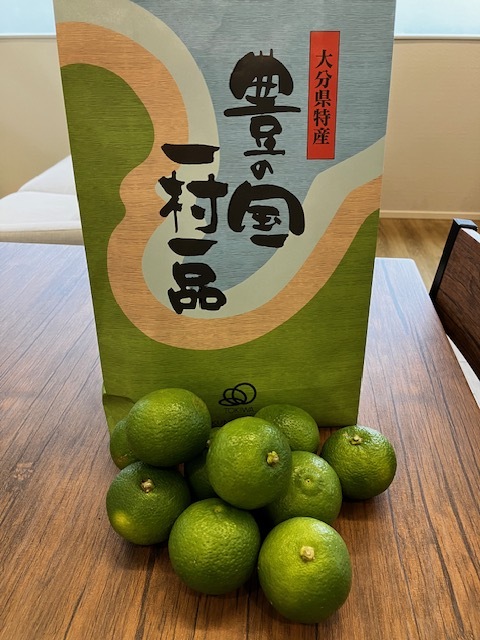 大分県特産
豊の国
一村一品